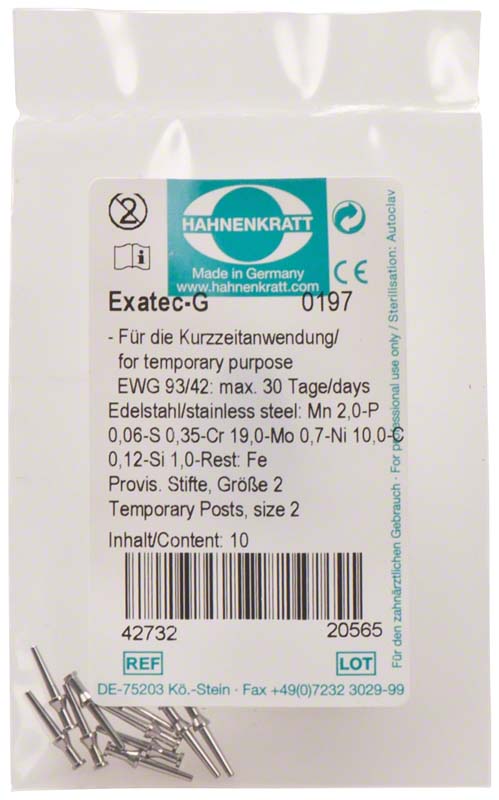 2
HAHNENKRATT
Made in Germany
www.hahnenkratt.com
i
CE
Exatec-G 0197
- Für die Kurzzeitanwendung/
for temporary purpose
EWG 93/42: max. 30 Tage/days
Edelstahl/stainless steel: Mn 2,0-P
0,06-S 0,35-Cr 19,0-Mo 0,7-Ni 10,0-C
0,12-Si 1,0-Rest: Fe
Provis. Stifte, Größe 2
Temporary Posts, size 2
Inhalt/Content: 10
42732 20565
REF LOT
DE-75203 Kö.-Stein · Fax +49(0)7232 3029-99
Für den zahnärztlichen Gebrauch · For professional use only / Sterilisation: Autoclav